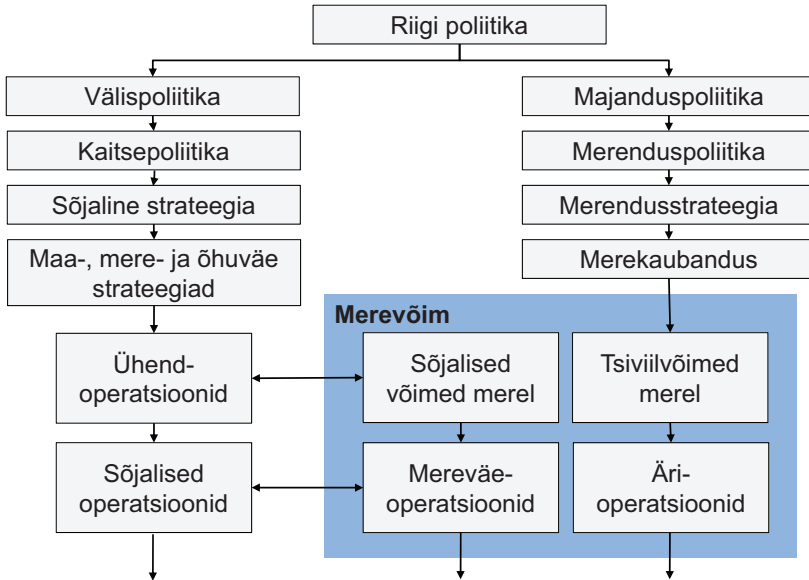 Riigi poliitika
Välispoliitika
Majanduspoliitika
Kaitsepoliitika
Merenduspoliitika
Sõjaline strateegia
Merendusstrateegia
Maa-, mere- ja õhuväe
strateegiad
Merekaubandus
Merevõim
Ühend-
operatsioonid
Sõjalised
võimed merel
Tsiviilvõimed
merel
Sõjalised
operatsioonid
Mereväe-
operatsioonid
Äri-
operatsioonid